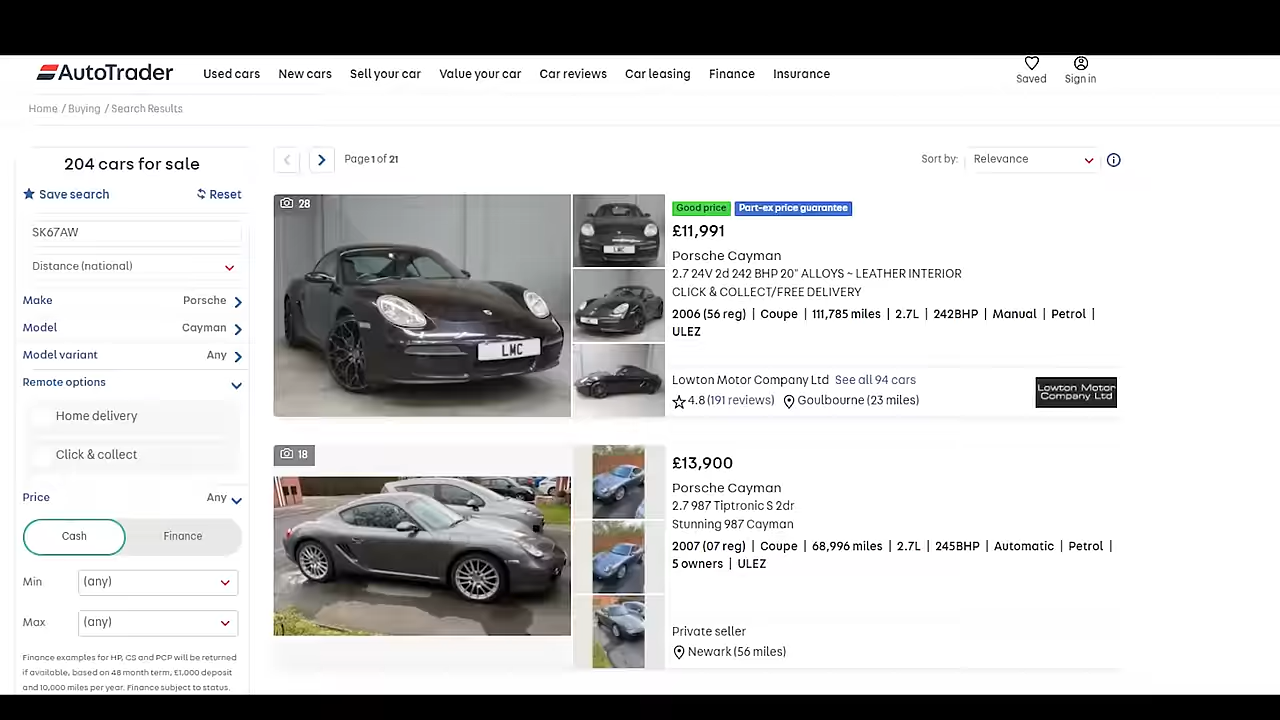 AutoTrader
Used cars
New cars
Sell your car
Value your car
Car reviews
Car leasing
Finance
Insurance
Saved
Sign in
Home / Buying / Search Results
204 cars for sale
Save search
Reset
SK67AW
Distance (national)
Make Porsche
Model Cayman
Model variant Any
Remote options
Home delivery
Click & collect
Price Any
Cash
Finance
Min (any)
Max (any)
Finance examples for HP, CS and PCP will be returned
if available, based on 48 month term, £1,000 deposit
and 10,000 miles per year. Finance subject to status.
Page 1 of 21
Sort by: Relevance
28
LMC
LMC
Good price Part-ex price guarantee
£11,991
Porsche Cayman
2.7 24V 2d 242 BHP 20" ALLOYS ~ LEATHER INTERIOR
CLICK & COLLECT/FREE DELIVERY
2006 (56 reg) | Coupe | 111,785 miles | 2.7L | 242BHP | Manual | Petrol |
ULEZ
Lowton Motor Company Ltd See all 94 cars
4.8 (191 reviews) Goulbourne (23 miles)
Lowton Motor
Company Ltd
18
£13,900
Porsche Cayman
2.7 987 Tiptronic S 2dr
Stunning 987 Cayman
2007 (07 reg) | Coupe | 68,996 miles | 2.7L | 245BHP | Automatic | Petrol |
5 owners | ULEZ
Private seller
Newark (56 miles)